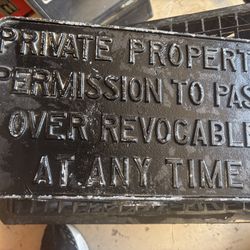 PRIVATE PROPERT
PERMISSION TO PAS
OVER REVOCABLE
AT ANY TIME